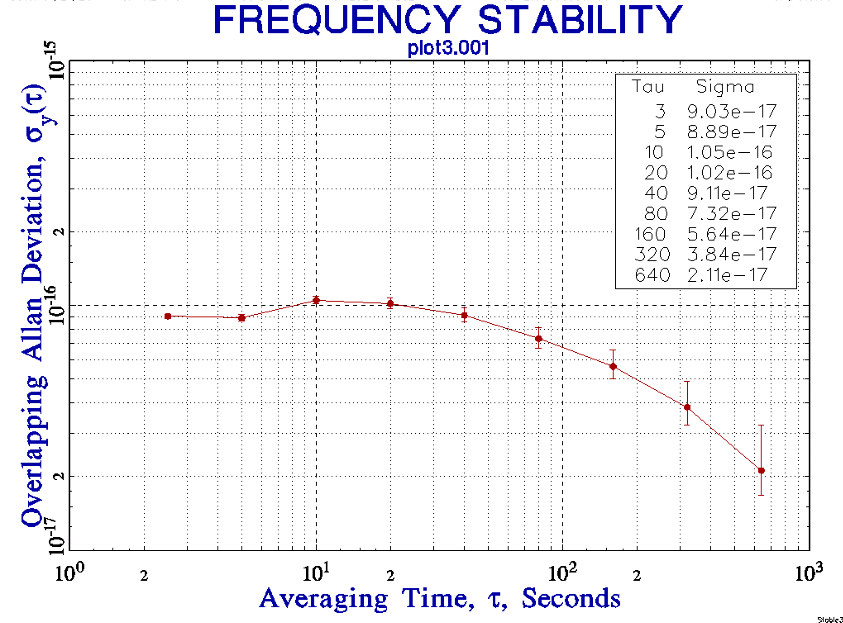 FREQUENCY STABILITY
plot3.001
Overlapping Allan Deviation, σy(τ)
10-15
2
10-16
2
10-17
Tau Sigma
3 9.03e-17
5 8.89e-17
10 1.05e-16
20 1.02e-16
40 9.11e-17
80 7.32e-17
160 5.64e-17
320 3.84e-17
640 2.11e-17
10⁰ 2 10¹ 2 10² 2 10³
Averaging Time, τ, Seconds
Stable3